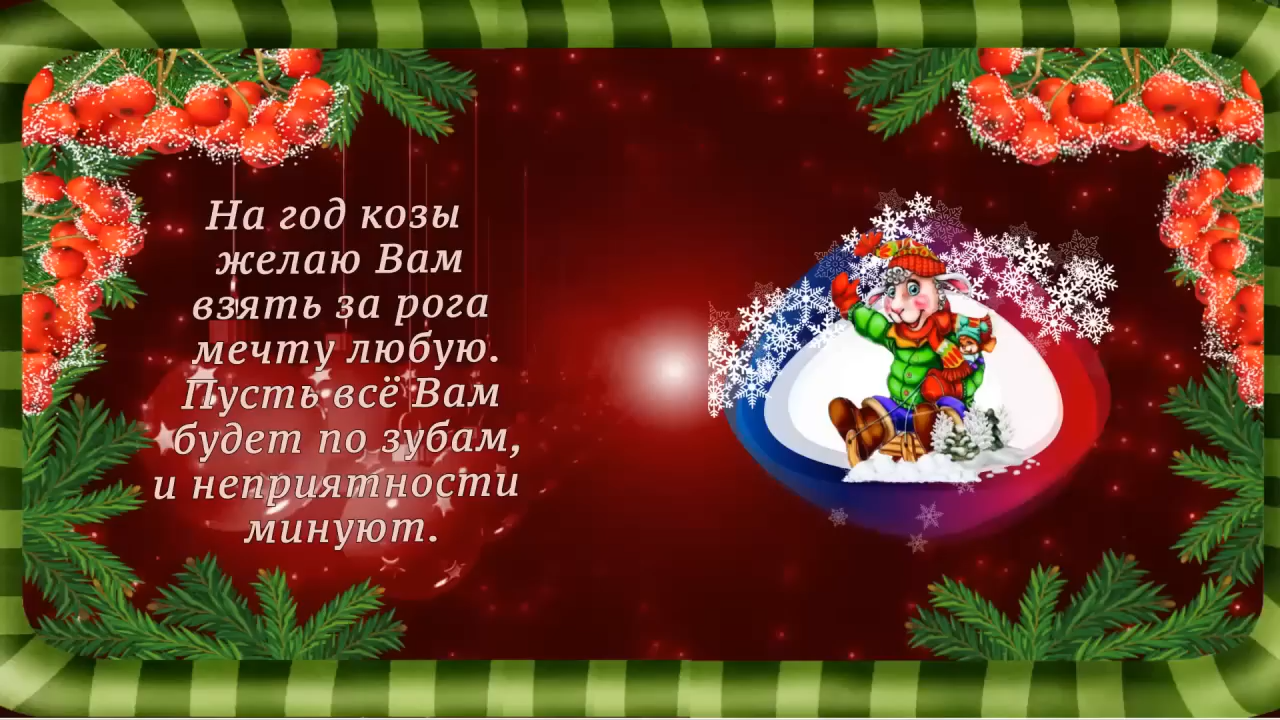 На год козы
желаю Вам
взять за рога
мечту любую.
Пусть всё Вам
будет по зубам,
и неприятности
минуют.